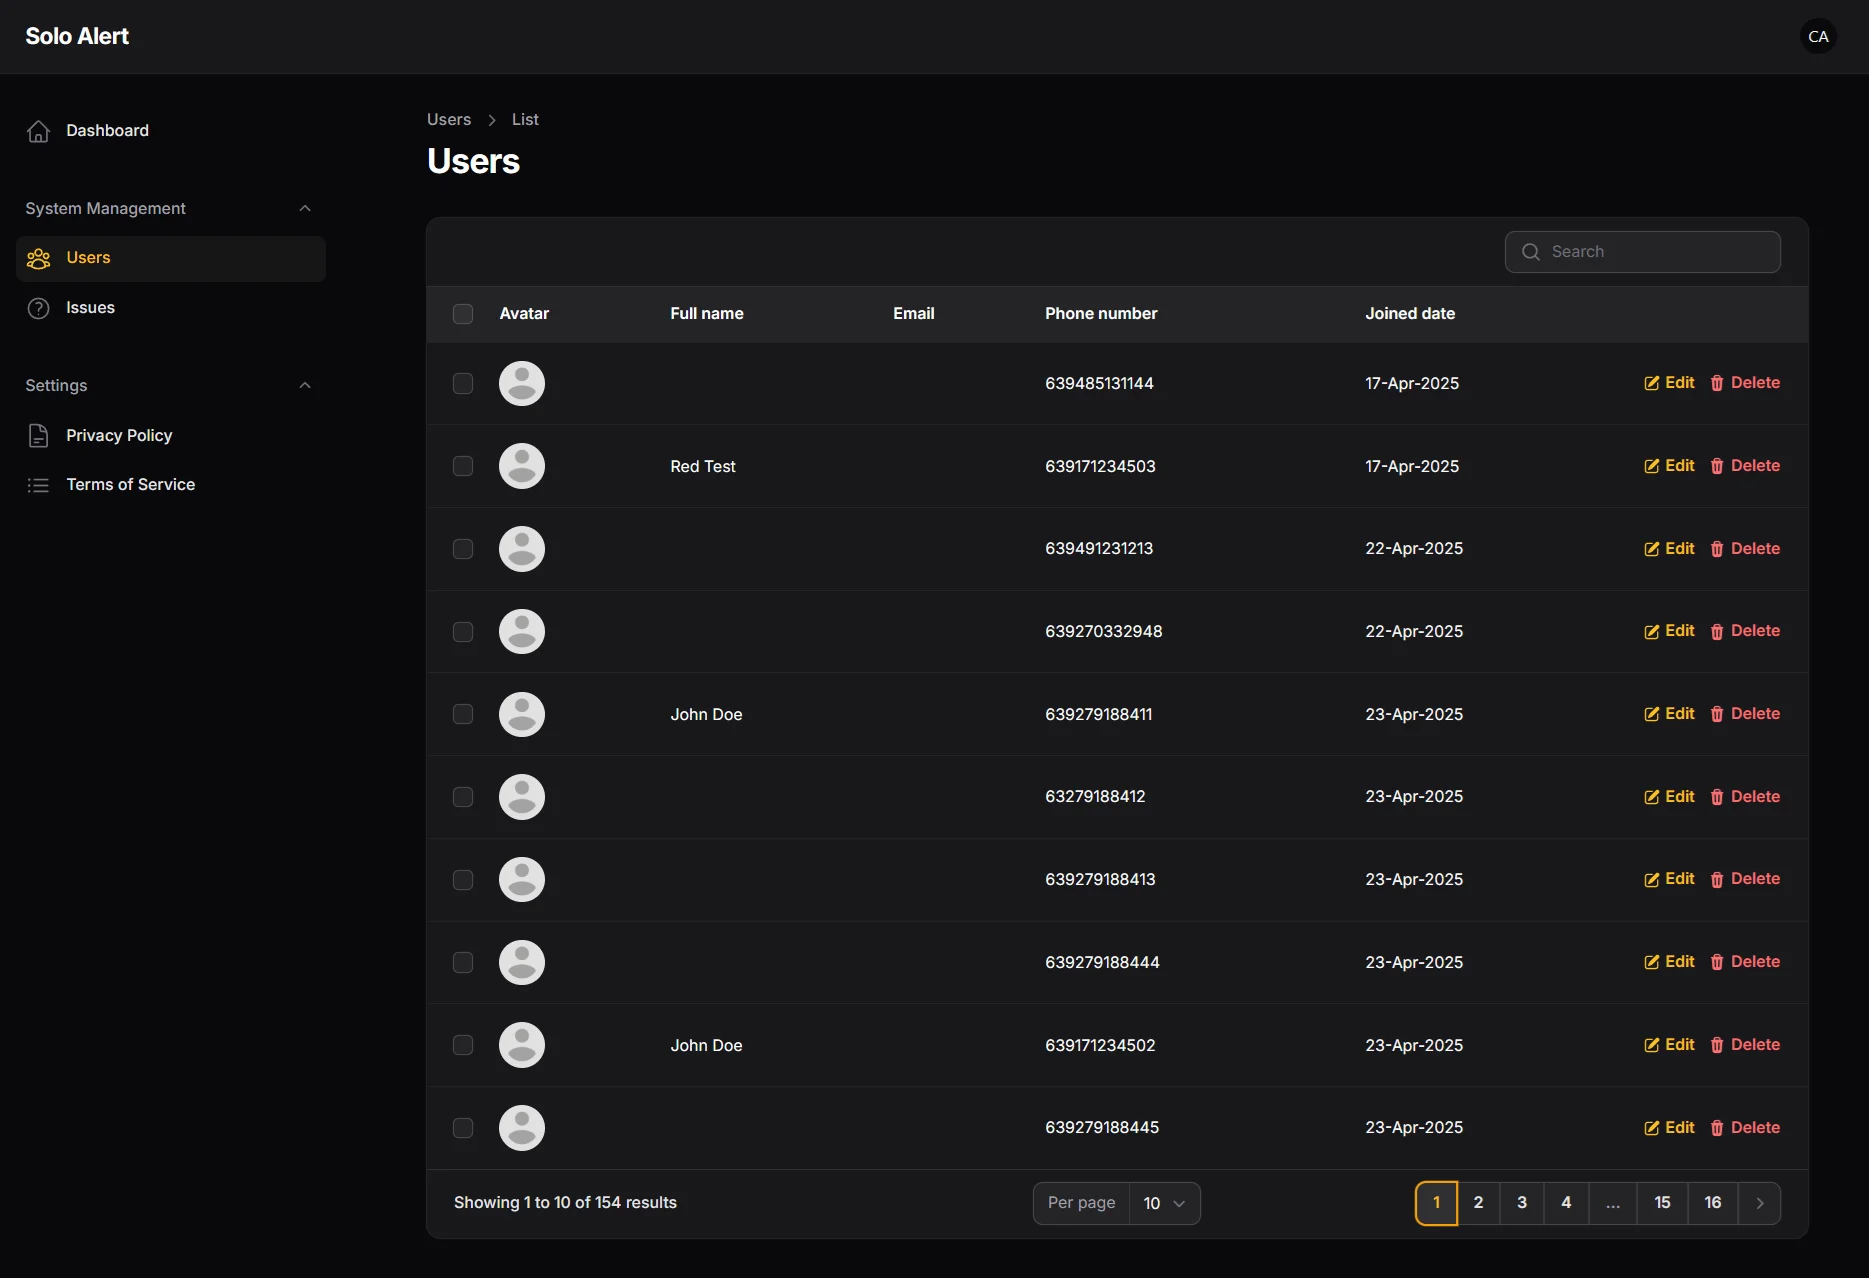 Solo Alert
CA
Dashboard
System Management
Users
Issues
Settings
Privacy Policy
Terms of Service
Users > List
Users
Search
Avatar Full name Email Phone number Joined date
639485131144 17-Apr-2025 Edit Delete
Red Test 639171234503 17-Apr-2025 Edit Delete
639491231213 22-Apr-2025 Edit Delete
639270332948 22-Apr-2025 Edit Delete
John Doe 639279188411 23-Apr-2025 Edit Delete
63279188412 23-Apr-2025 Edit Delete
639279188413 23-Apr-2025 Edit Delete
639279188444 23-Apr-2025 Edit Delete
John Doe 639171234502 23-Apr-2025 Edit Delete
639279188445 23-Apr-2025 Edit Delete
Showing 1 to 10 of 154 results Per page 10 1 2 3 4 ... 15 16